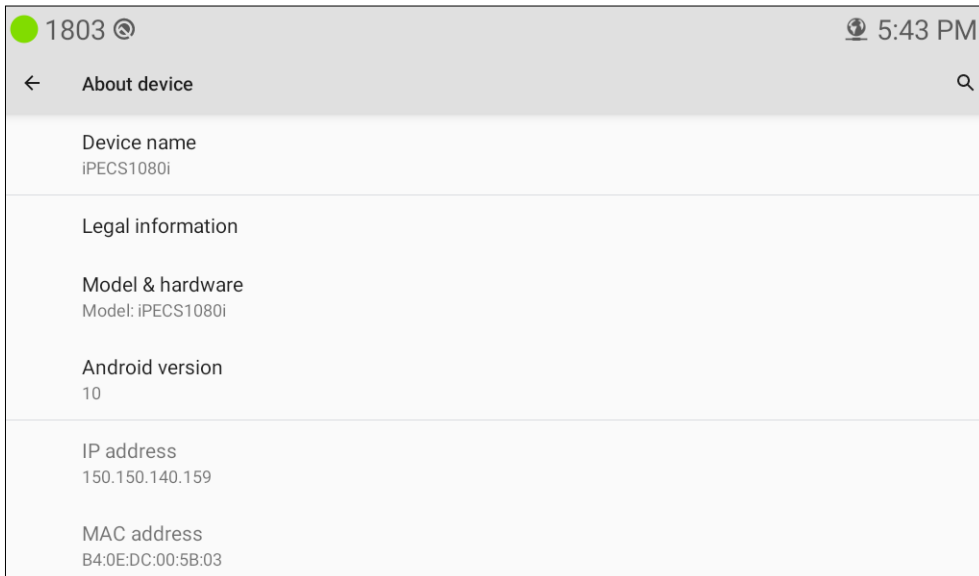 1803
5:43 PM
About device
Device name
iPECS1080i
Legal information
Model & hardware
Model: iPECS1080i
Android version
10
IP address
150.150.140.159
MAC address
B4:0E:DC:00:5B:03